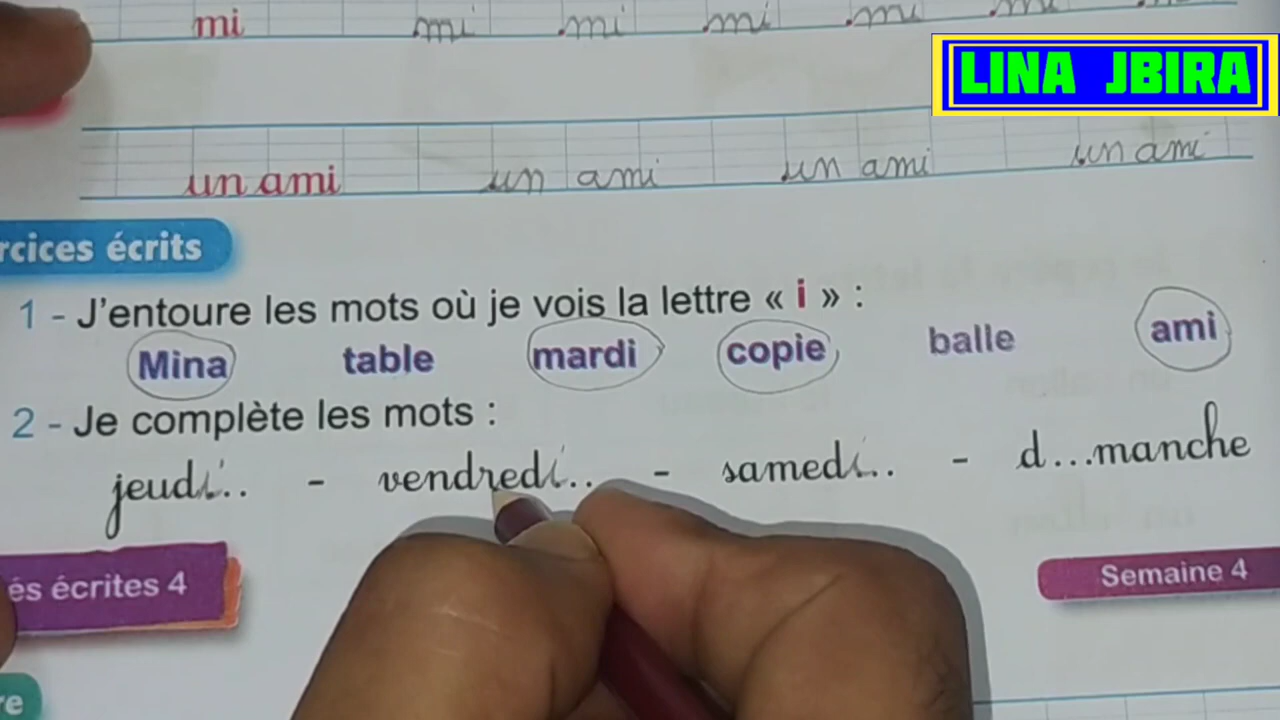 mi mi mi mi mi mi
LINA JBIRA
un ami un ami un ami un ami
rcices écrits
1 - J'entoure les mots où je vois la lettre « i » :
Mina table mardi copie balle ami
2 - Je complète les mots :
jeudi.. - vendredi.. - samedi.. - d...manche
és écrites 4
Semaine 4
re